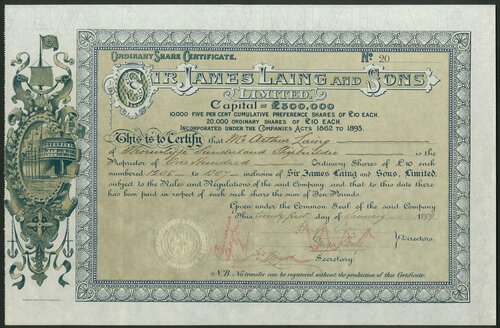 ORDINARY SHARE CERTIFICATE.
No. 20
SIR JAMES LAING AND SONS,
LIMITED.
Capital = £300,000
10,000 FIVE PER CENT CUMULATIVE PREFERENCE SHARES OF £10 EACH.
20,000 ORDINARY SHARES OF £10 EACH.
INCORPORATED UNDER THE COMPANIES ACTS 1862 TO 1893.
This is to Certify that Mr Arthur Laing
of Sunderland Shipbuilder is the
Proprietor of One Hundred Ordinary Shares of £10 each
numbered to inclusive of Sir James Laing and Sons, Limited,
subject to the Rules and Regulations of the said Company, and that to this date there
has been paid in respect of each such share the sum of Ten Pounds.
Given under the Common Seal of the said Company
This day of January 1899
Directors.
Secretary.
N.B. No transfer can be registered without the production of this Certificate.